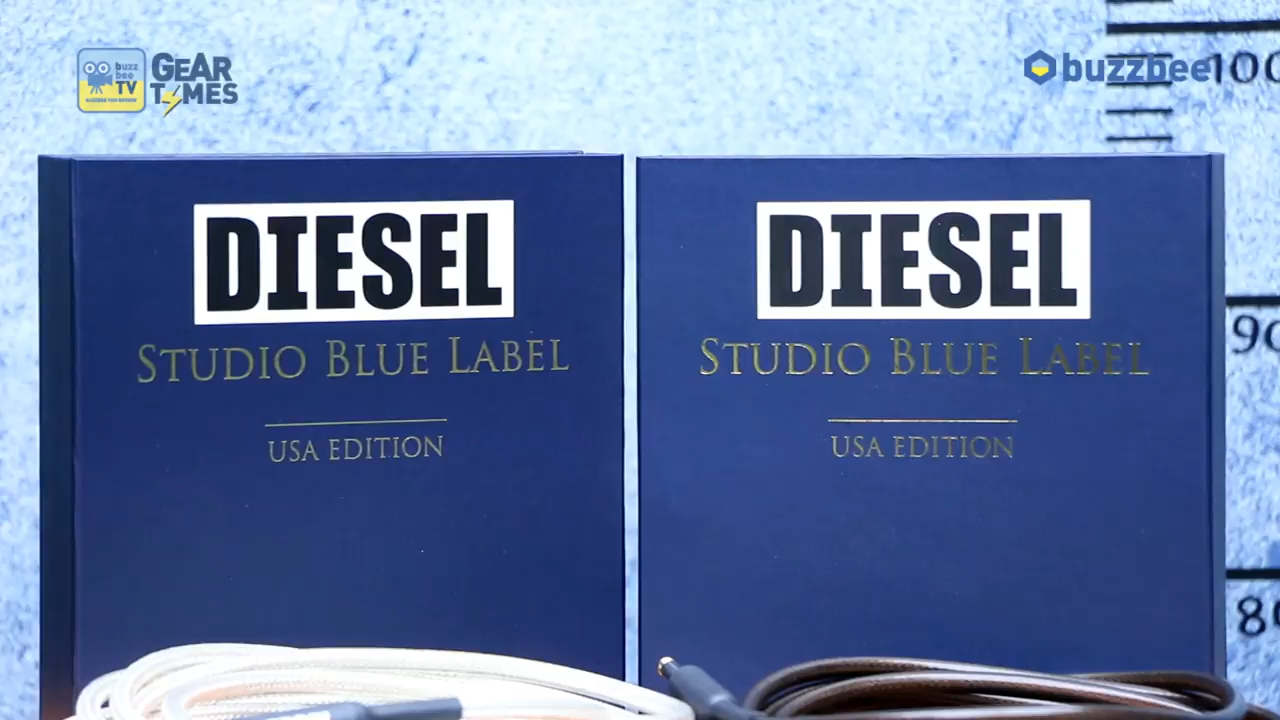 buzz
bee
TV
GEAR
TIMES
buzzbee
100
DIESEL
STUDIO BLUE LABEL
USA EDITION
DIESEL
STUDIO BLUE LABEL
USA EDITION
90
80